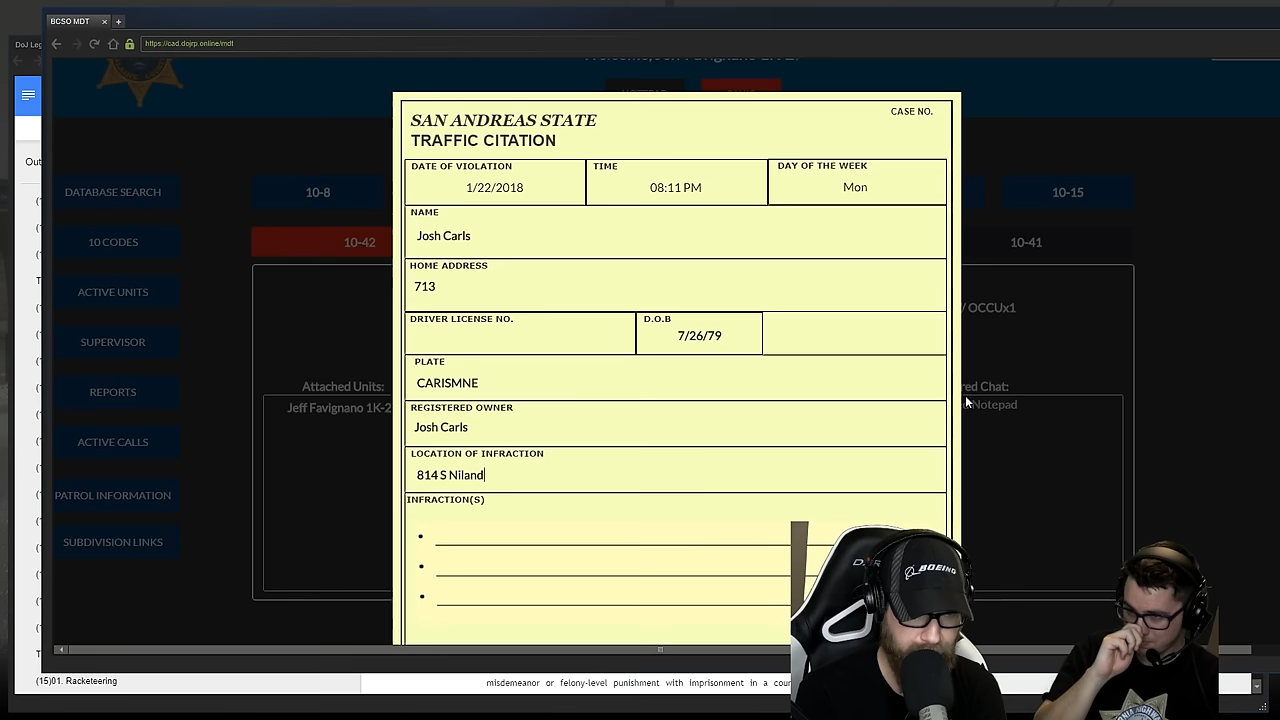 BCSO MDT
DoJ Leg
https://cad.dojrp.online/mdt
SAN ANDREAS STATE
CASE NO.
TRAFFIC CITATION
DATE OF VIOLATION
TIME
DAY OF THE WEEK
1/22/2018
08:11 PM
Mon
NAME
Josh Carls
HOME ADDRESS
713
DRIVER LICENSE NO.
D.O.B
7/26/79
PLATE
CARISMNE
REGISTERED OWNER
Josh Carls
LOCATION OF INFRACTION
814 S Niland
INFRACTION(S)
Out
DATABASE SEARCH
10 CODES
ACTIVE UNITS
SUPERVISOR
REPORTS
ACTIVE CALLS
PATROL INFORMATION
SUBDIVISION LINKS
10-8
10-15
10-42
10-41
/ OCCUx1
Attached Units:
Jeff Favignano 1K-2
red Chat:
Notepad
BOEING
(15)01. Racketeering
misdemeanor or felony-level punishment with imprisonment in a coun